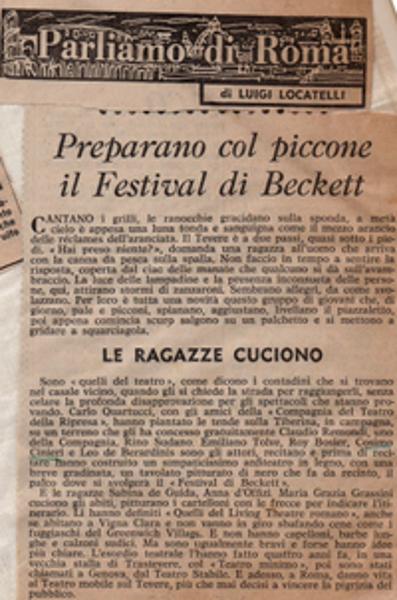 Parliamo di Roma
di LUIGI LOCATELLI
Preparano col piccone
il Festival di Beckett
CANTANO i grilli, le ranocchie gracidano sulla sponda, a metà
cielo è appesa una luna tonda e sanguigna come il mezzo arancio
delle réclames dell'aranciata. Il Tevere è a due passi, quasi sotto i piedi.
«Hai preso niente?», domanda una ragazza all'uomo che arriva
con la canna da pesca sulla spalla. Non faccio in tempo a sentire la
risposta, coperta dal ciac delle manate che qualcuno si dà sull'avambraccio.
La luce delle lampadine e la presenza inconsueta delle persone,
qui, attirano stormi di zanzaroni. Sembrano allegri, da come svolazzano.
Per loro è tutta una novità questo gruppo di giovani che, di
giorno, pale e picconi, spianano, aggiustano, livellano il piazzaletto,
poi appena comincia scuro salgono su un palchetto e si mettono a
gridare a squarciagola.
LE RAGAZZE CUCIONO
Sono «quelli del teatro», come dicono i contadini che si trovano
nel casale vicino, quando gli si chiede la strada per raggiungerli, senza
celare la profonda disapprovazione per gli spettacoli che stanno provando.
Carlo Quartucci, con gli amici della «Compagnia del Teatro
della Ripresa», hanno piantato le tende sulla Tiberina, in campagna,
su un terreno che gli ha concesso gratuitamente Claudio Remondi, uno
della Compagnia. Rino Sudano Emiliano Tolve, Roy Bosier, Cosimo
Cinieri e Leo de Berardinis sono gli attori, recitano e prima di recitare
hanno costruito un simpaticissimo anfiteatro in legno, con una
breve gradinata, un tavolato pitturato di nero che fa da recinto, il
palco dove si svolgerà il «Festival di Beckett».
E le ragazze Sabina de Guida, Anna d'Offizi, Maria Grazia Grassini
cuciono gli abiti, pitturano i cartelloni con le frecce per indicare l'itinerario.
Li hanno definiti «Quelli del Living Theatre romano», anche
se abitano a Vigna Clara e non vanno in giro sbafando cene come i
fuggiaschi del Greenwich Village. E non hanno capelloni, barbe lunghe
e calzoni sudici. Ma sono ugualmente bravi e forse hanno idee
più chiare. L'esordio teatrale l'hanno fatto quattro anni fa, in una
vecchia stalla di Trastevere, col «Teatro minimo», poi sono stati
chiamati a Genova, dal Teatro Stabile. E adesso, a Roma, danno vita
al Teatro mobile sul Tevere, più che mai decisi a vincere la pigrizia del
pubblico.